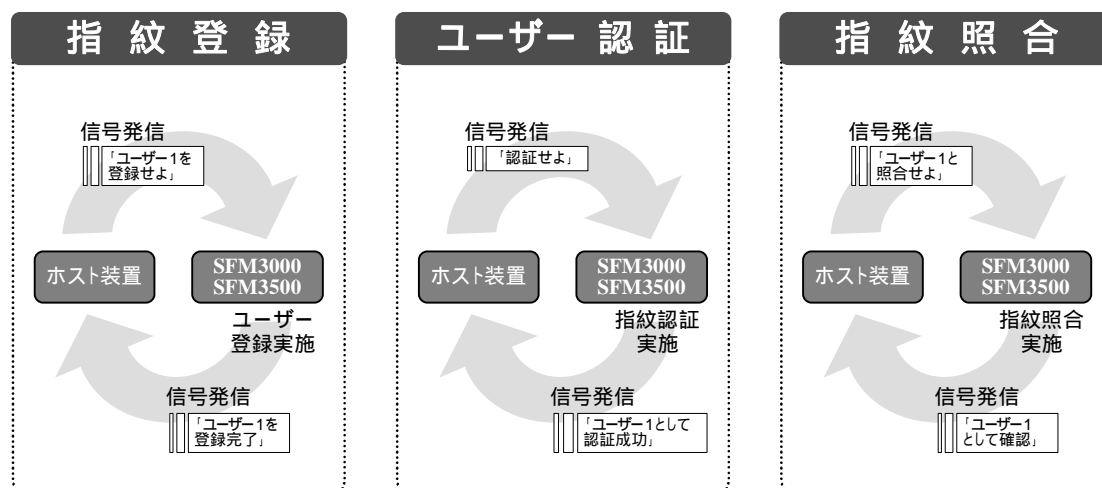 指紋登録
信号発信
「ユーザー1を
登録せよ」
ホスト装置
SFM3000
SFM3500
ユーザー
登録実施
信号発信
「ユーザー1を
登録完了」
ユーザー認証
信号発信
「認証せよ」
ホスト装置
SFM3000
SFM3500
指紋認証
実施
信号発信
「ユーザー1として
認証成功」
指紋照合
信号発信
「ユーザー1と
照合せよ」
ホスト装置
SFM3000
SFM3500
指紋照合
実施
信号発信
「ユーザー1
として確認」